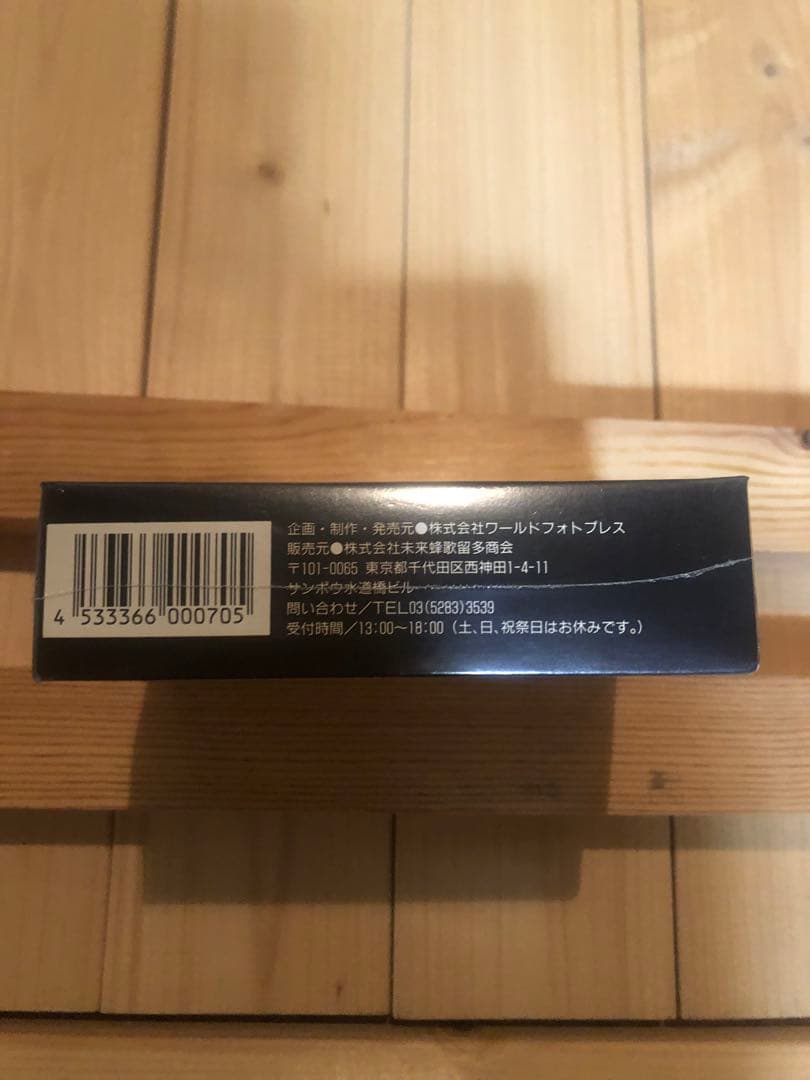 企画・制作・発売元●株式会社ワールドフォトプレス
販売元●株式会社未来蜂歌留多商会
〒101-0065 東京都千代田区西神田1-4-11
サンポウ水道橋ビル
問い合わせ／TEL03(5283)3539
受付時間／13:00〜18:00（土、日、祝祭日はお休みです。）
4 533366 000705